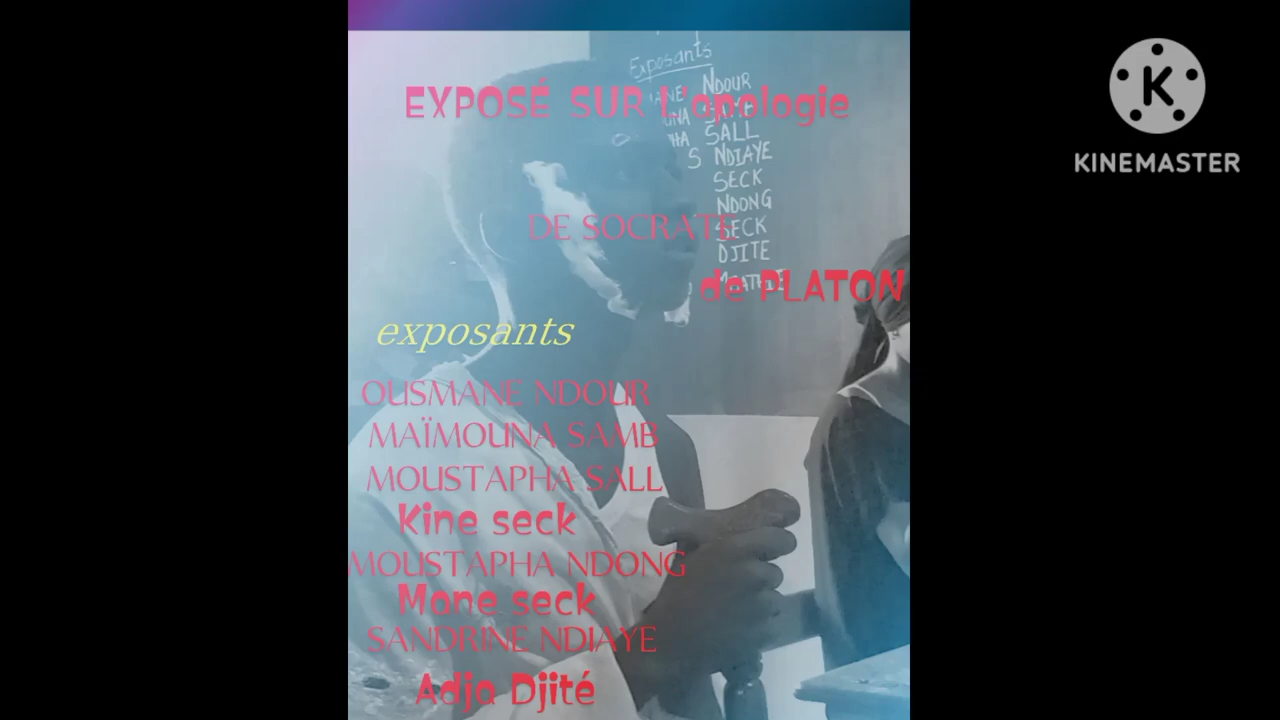 Exposants
NDOUR
SALL
S NDIAYE
SECK
NDONG
SECK
DJITE
EXPOSÉ SUR L'apologie
DE SOCRATE
de PLATON
exposants
OUSMANE NDOUR
MAÏMOUNA SAMB
MOUSTAPHA SALL
Kine seck
MOUSTAPHA NDONG
Mone seck
SANDRINE NDIAYE
Adja Djité
K
KINEMASTER